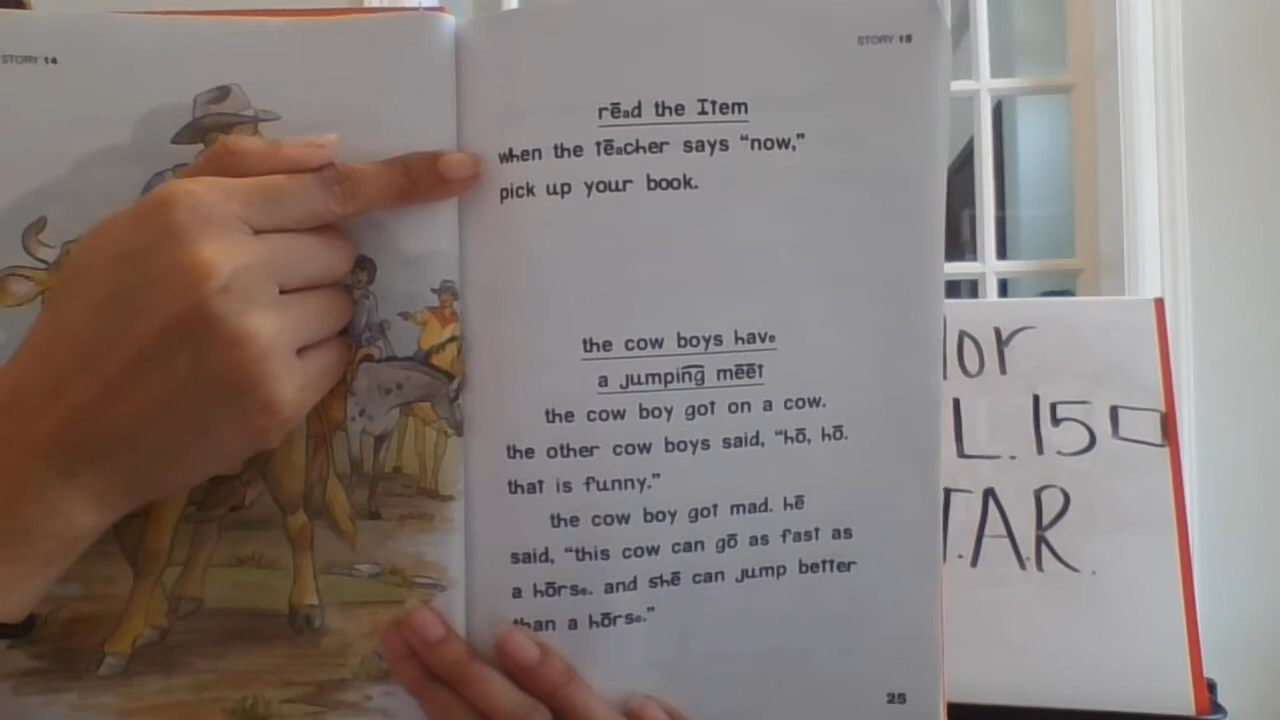 STORY 14
STORY 15
rēad the Item
when the tēacher says “now,”
pick up your book.
the cow boys have
a jumping mēēt
the cow boy got on a cow.
the other cow boys said, “hō, hō.
that is funny.”
the cow boy got mad. hē
said, “this cow can gō as fast as
a hōrse. and shē can jump better
than a hōrse.”
25
L.15